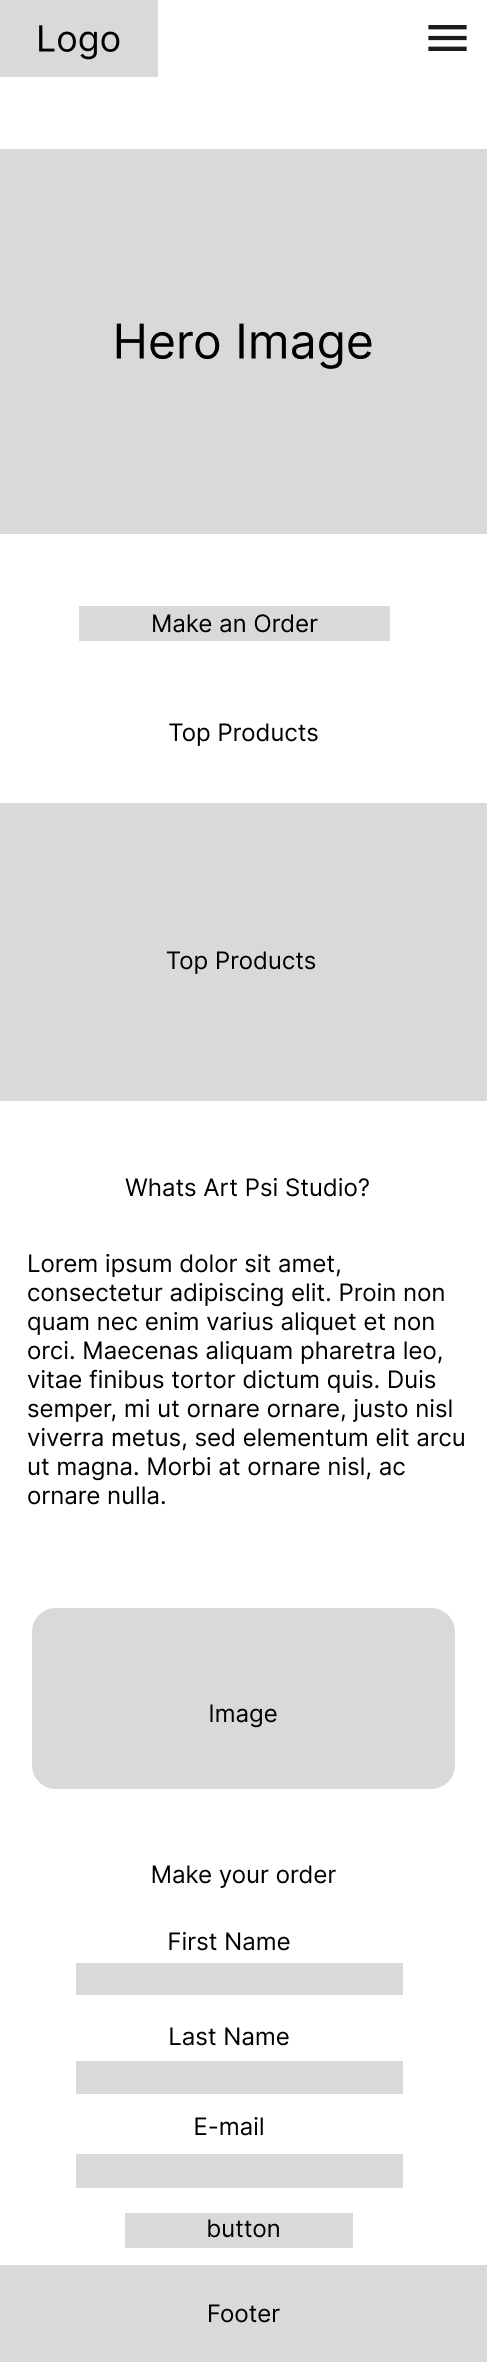 Logo
Hero Image
Make an Order
Top Products
Top Products
Whats Art Psi Studio?
Lorem ipsum dolor sit amet,
consectetur adipiscing elit. Proin non
quam nec enim varius aliquet et non
orci. Maecenas aliquam pharetra leo,
vitae finibus tortor dictum quis. Duis
semper, mi ut ornare ornare, justo nisl
viverra metus, sed elementum elit arcu
ut magna. Morbi at ornare nisl, ac
ornare nulla.
Image
Make your order
First Name
Last Name
E-mail
button
Footer